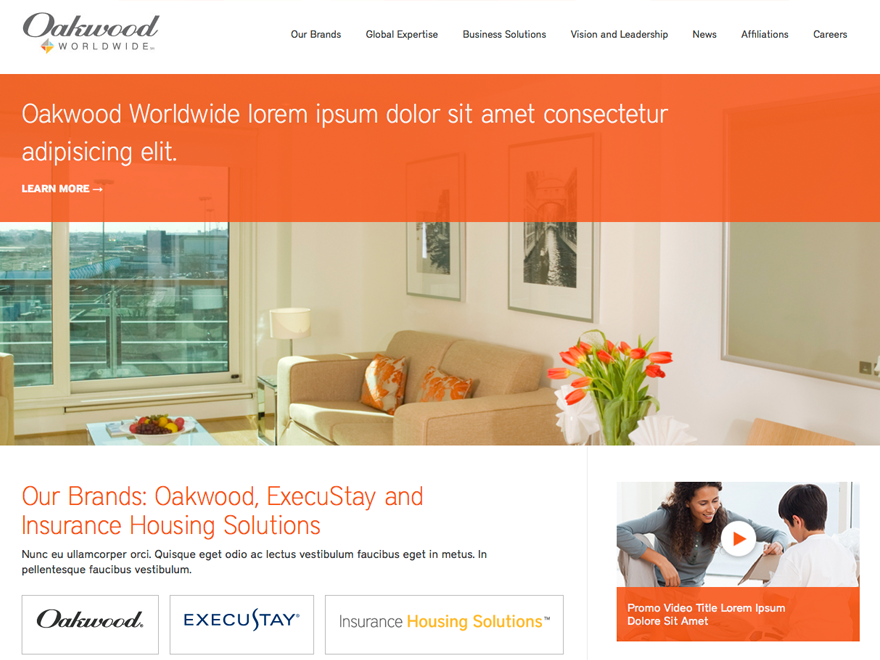 Oakwood
WORLDWIDE
Our Brands Global Expertise Business Solutions Vision and Leadership News Affiliations Careers
Oakwood Worldwide lorem ipsum dolor sit amet consectetur
adipisicing elit.
LEARN MORE →
Our Brands: Oakwood, ExecuStay and
Insurance Housing Solutions
Nunc eu ullamcorper orci. Quisque eget odio ac lectus vestibulum faucibus eget in metus. In
pellentesque faucibus vestibulum.
Oakwood®
EXECUSTAY®
Insurance Housing Solutions™
Promo Video Title Lorem Ipsum
Dolore Sit Amet